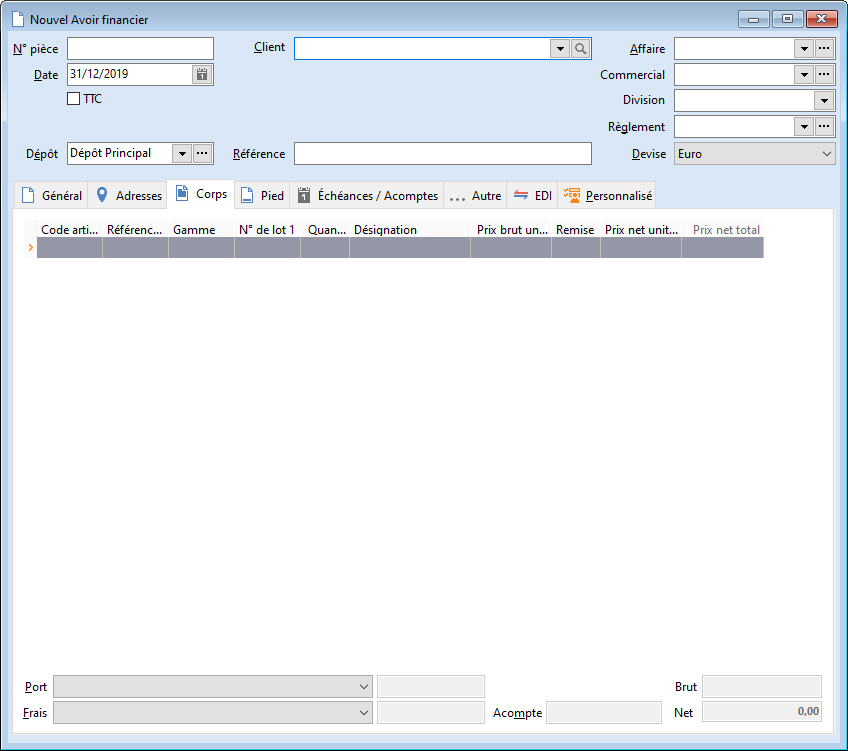 Nouvel Avoir financier
N° pièce
Client
Affaire
Date 31/12/2019
Commercial
TTC
Division
Règlement
Dépôt Dépôt Principal
Référence
Devise Euro
Général Adresses Corps Pied Échéances / Acomptes Autre EDI Personnalisé
Code arti... Référenc... Gamme N° de lot 1 Quan... Désignation Prix brut un... Remise Prix net unit... Prix net total
Port
Brut
Frais
Acompte
Net 0,00